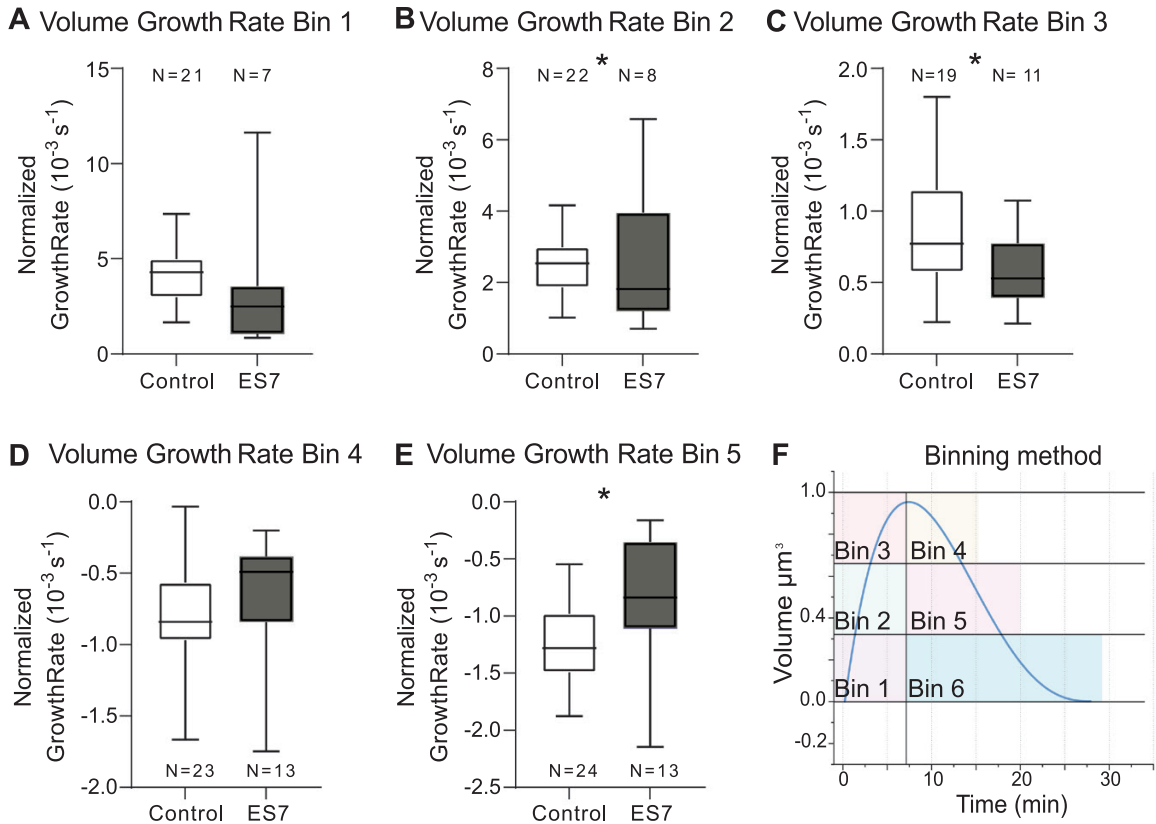 A Volume Growth Rate Bin 1
N=21 N=7
Normalized
GrowthRate (10⁻³ s⁻¹)
15
10
5
0
Control ES7
B Volume Growth Rate Bin 2
N=22 * N=8
Normalized
GrowthRate (10⁻³ s⁻¹)
8
6
4
2
0
Control ES7
C Volume Growth Rate Bin 3
N=19 * N= 11
Normalized
GrowthRate (10⁻³ s⁻¹)
2.0
1.5
1.0
0.5
0.0
Control ES7
D Volume Growth Rate Bin 4
Normalized
GrowthRate (10⁻³ s⁻¹)
0.0
-0.5
-1.0
-1.5
-2.0
N=23 N=13
Control ES7
E Volume Growth Rate Bin 5
*
Normalized
GrowthRate (10⁻³ s⁻¹)
0.0
-0.5
-1.0
-1.5
-2.0
-2.5
N=24 N=13
Control ES7
F Binning method
Volume μm³
1.0
0.4
0.0
-0.2
Bin 3 Bin 4
Bin 2 Bin 5
Bin 1 Bin 6
0 10 20 30
Time (min)